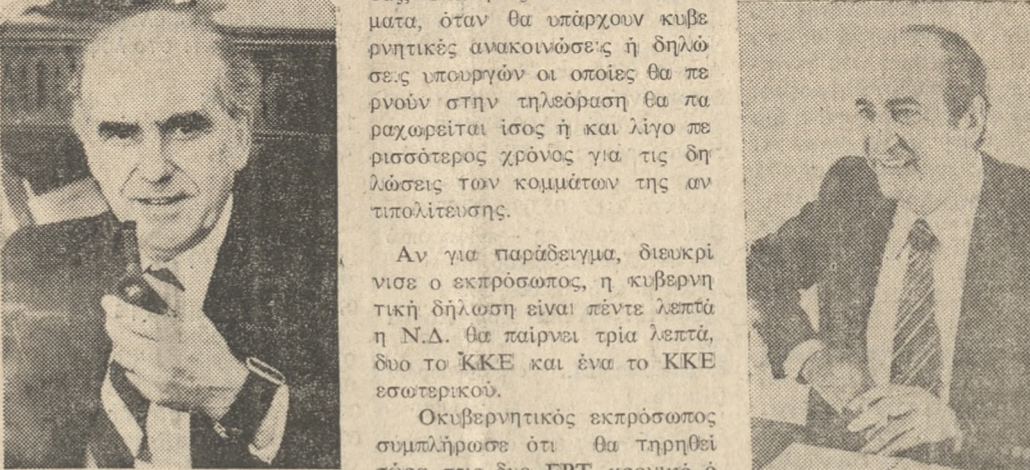 ματα, όταν θα υπάρχουν κυβε
ρνητικές ανακοινώσεις ή δηλώ
σεις υπουργών οι οποίες θα πε
ρνούν στην τηλεόραση θα πα
ραχωρείται ίσος ή και λίγο πε
ρισσότερος χρόνος για τις δη
λώσεις των κομμάτων της αν
τιπολίτευσης.
Αν για παράδειγμα, διευκρί
νισε ο εκπρόσωπος, η κυβερνη
τική δήλωση είναι πέντε λεπτά
η Ν.Δ. θα παίρνει τρία λεπτά,
δυο το ΚΚΕ και ένα το ΚΚΕ
εσωτερικού.
Οκυβερνητικός εκπρόσωπος
συμπλήρωσε ότι θα τηρηθεί